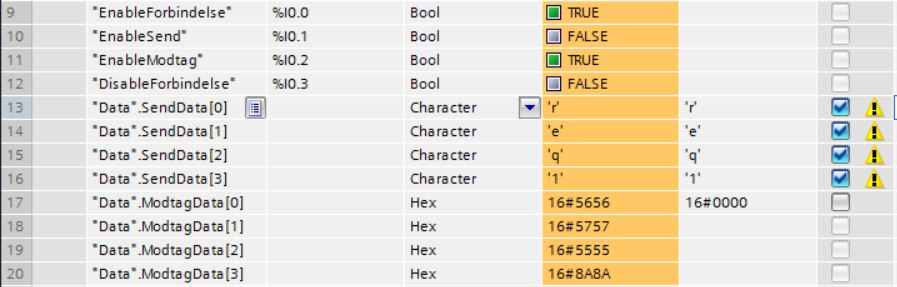 9 "EnableForbindelse" %I0.0 Bool TRUE
10 "EnableSend" %I0.1 Bool FALSE
11 "EnableModtag" %I0.2 Bool TRUE
12 "DisableForbindelse" %I0.3 Bool FALSE
13 "Data".SendData[0] Character 'r' 'r'
14 "Data".SendData[1] Character 'e' 'e'
15 "Data".SendData[2] Character 'q' 'q'
16 "Data".SendData[3] Character '1' '1'
17 "Data".ModtagData[0] Hex 16#5656 16#0000
18 "Data".ModtagData[1] Hex 16#5757
19 "Data".ModtagData[2] Hex 16#5555
20 "Data".ModtagData[3] Hex 16#8A8A